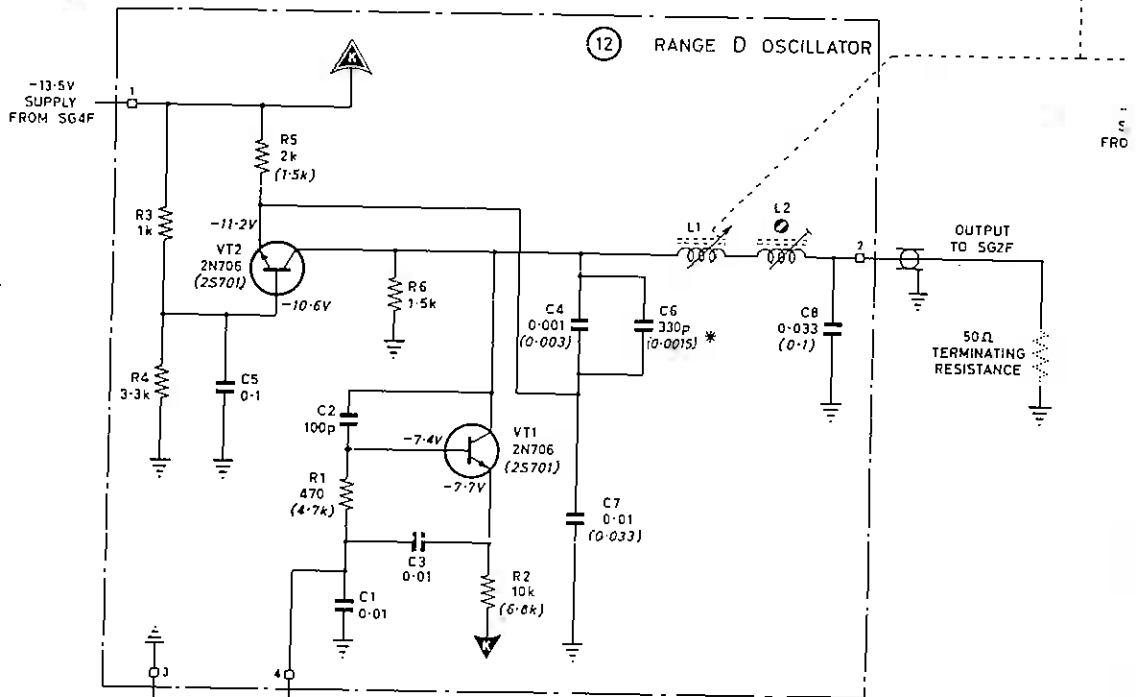 12 RANGE D OSCILLATOR
K
-13·5V
SUPPLY
FROM SG4F
1
R5
2k
(1·5k)
R3
1k
-11·2V
VT2
2N706
(2S701)
-10·6V
R6
1·5k
L1
L2
2
OUTPUT
TO SG2F
C4
0·001
(0·003)
C6
330p
(0·0015) *
C8
0·033
(0·1)
50Ω
TERMINATING
RESISTANCE
R4
3·3k
C5
0·1
C2
100p
-7·4V
VT1
2N706
(2S701)
-7·7V
R1
470
(4·7k)
C7
0·01
(0·033)
C3
0·01
C1
0·01
R2
10k
(6·8k)
K
3
4
S
FRO